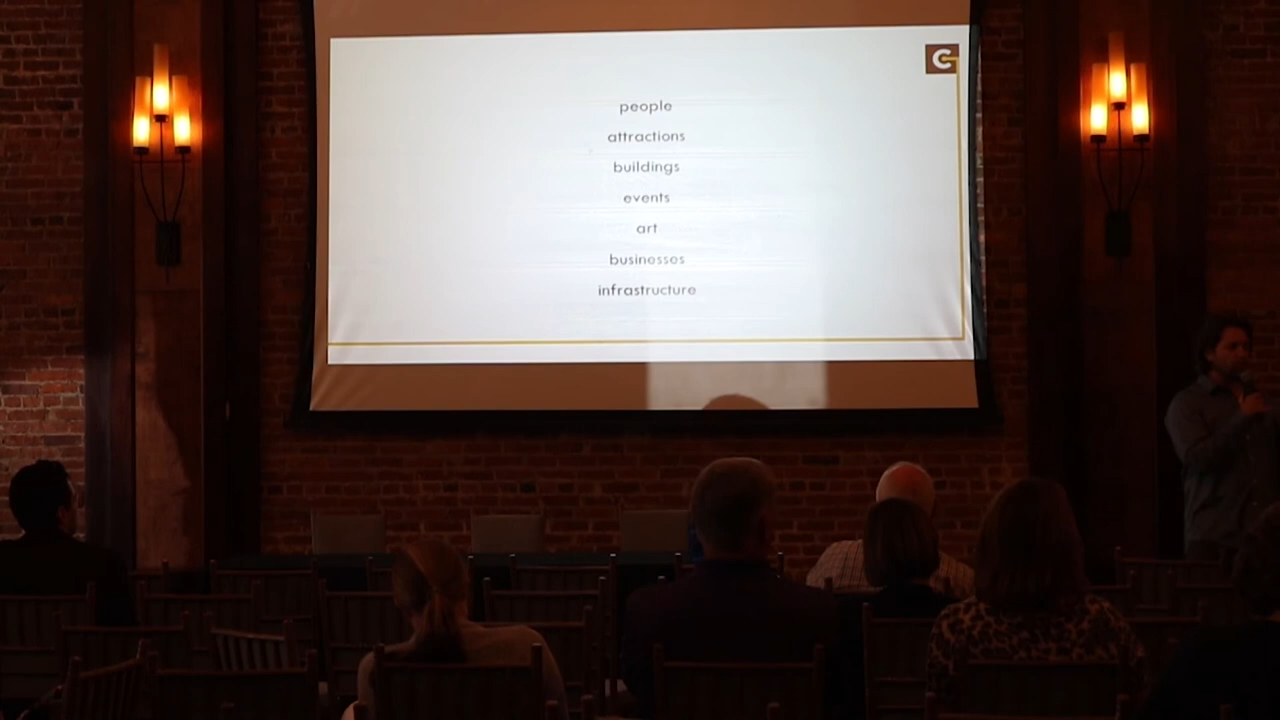 C
people
attractions
buildings
events
art
businesses
infrastructure